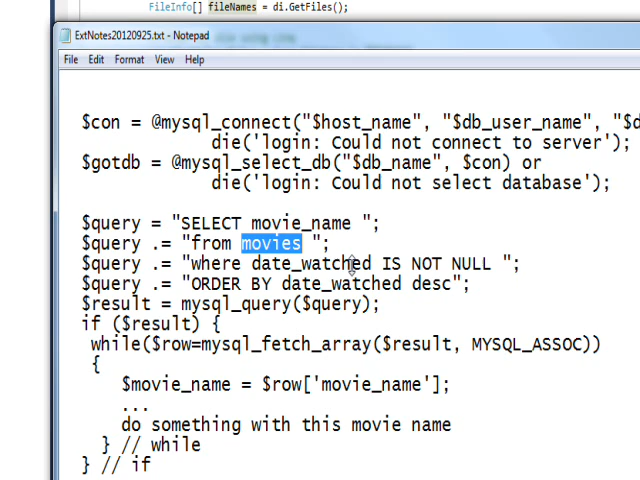 FileInfo[] fileNames = di.GetFiles();
ExtNotes20120925.txt - Notepad
File Edit Format View Help
$con = @mysql_connect("$host_name", "$db_user_name", "$d
die('login: Could not connect to server');
$gotdb = @mysql_select_db("$db_name", $con) or
die('login: Could not select database');
$query = "SELECT movie_name ";
$query .= "from movies ";
$query .= "where date_watched IS NOT NULL ";
$query .= "ORDER BY date_watched desc";
$result = mysql_query($query);
if ($result) {
while($row=mysql_fetch_array($result, MYSQL_ASSOC))
{
$movie_name = $row['movie_name'];
...
do something with this movie name
} // while
} // if